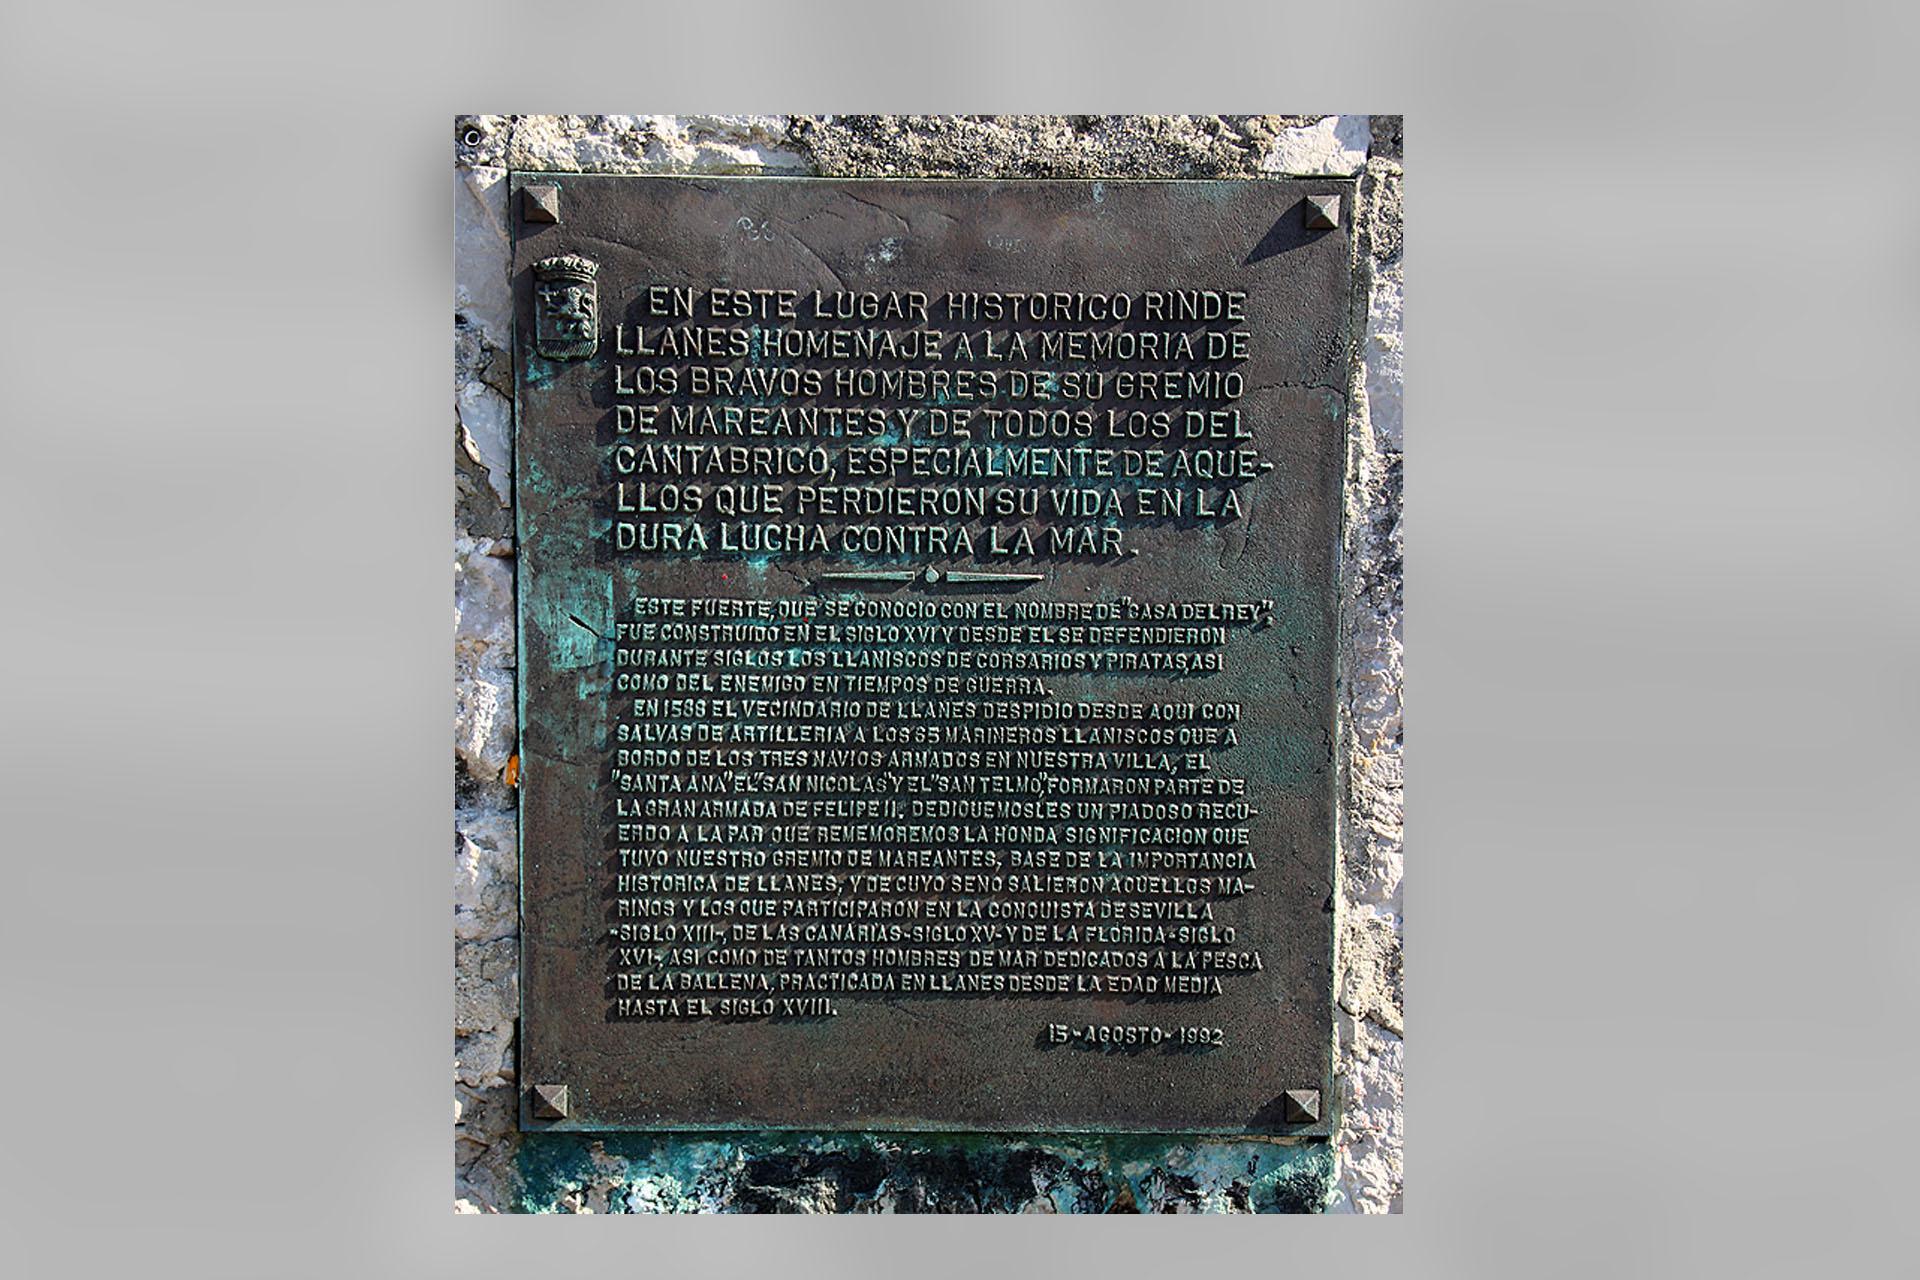 EN ESTE LUGAR HISTORICO RINDE
LLANES HOMENAJE A LA MEMORIA DE
LOS BRAVOS HOMBRES DE SU GREMIO
DE MAREANTES Y DE TODOS LOS DEL
CANTABRICO, ESPECIALMENTE DE AQUE-
LLOS QUE PERDIERON SU VIDA EN LA
DURA LUCHA CONTRA LA MAR.
ESTE FUERTE, QUE SE CONOCIO CON EL NOMBRE DE "CASA DEL REY",
FUE CONSTRUIDO EN EL SIGLO XVI Y DESDE EL SE DEFENDIERON
DURANTE SIGLOS LOS LLANISCOS DE CORSARIOS Y PIRATAS, ASI
COMO DEL ENEMIGO EN TIEMPOS DE GUERRA.
EN 1588 EL VECINDARIO DE LLANES DESPIDIO DESDE AQUI CON
SALVAS DE ARTILLERIA A LOS 65 MARINEROS LLANISCOS QUE A
BORDO DE LOS TRES NAVIOS ARMADOS EN NUESTRA VILLA, EL
"SANTA ANA" EL "SAN NICOLAS" Y EL "SAN TELMO", FORMARON PARTE DE
LA GRAN ARMADA DE FELIPE II. DEDIQUEMOSLES UN PIADOSO RECU-
ERDO A LA PAR QUE REMEMOREMOS LA HONDA SIGNIFICACION QUE
TUVO NUESTRO GREMIO DE MAREANTES, BASE DE LA IMPORTANCIA
HISTORICA DE LLANES, Y DE CUYO SENO SALIERON AQUELLOS MA-
RINOS Y LOS QUE PARTICIPARON EN LA CONQUISTA DE SEVILLA
-SIGLO XIII-, DE LAS CANARIAS-SIGLO XV-Y DE LA FLORIDA-SIGLO
XVI-, ASI COMO DE TANTOS HOMBRES DE MAR DEDICADOS A LA PESCA
DE LA BALLENA, PRACTICADA EN LLANES DESDE LA EDAD MEDIA
HASTA EL SIGLO XVIII.
15-AGOSTO-1992